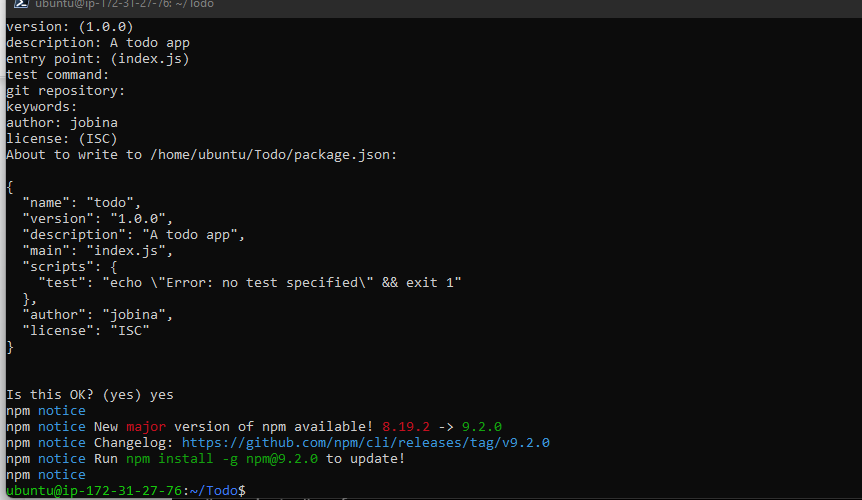 ubuntu@ip-172-31-27-76: ~/Todo
version: (1.0.0)
description: A todo app
entry point: (index.js)
test command:
git repository:
keywords:
author: jobina
license: (ISC)
About to write to /home/ubuntu/Todo/package.json:
{
  "name": "todo",
  "version": "1.0.0",
  "description": "A todo app",
  "main": "index.js",
  "scripts": {
    "test": "echo \"Error: no test specified\" && exit 1"
  },
  "author": "jobina",
  "license": "ISC"
}
Is this OK? (yes) yes
npm notice
npm notice New major version of npm available! 8.19.2 -> 9.2.0
npm notice Changelog: https://github.com/npm/cli/releases/tag/v9.2.0
npm notice Run npm install -g npm@9.2.0 to update!
npm notice
ubuntu@ip-172-31-27-76:~/Todo$